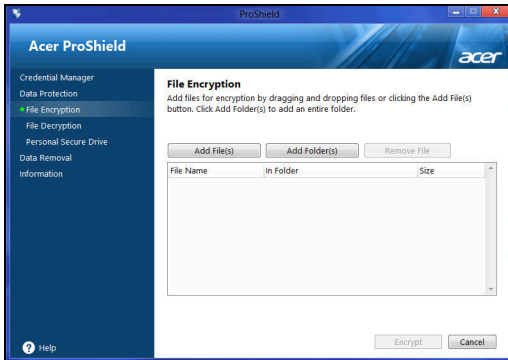 ProShield
Acer ProShield
acer
Credential Manager
Data Protection
File Encryption
File Decryption
Personal Secure Drive
Data Removal
Information
Help
File Encryption
Add files for encryption by dragging and dropping files or clicking the Add File(s)
button. Click Add Folder(s) to add an entire folder.
Add File(s)
Add Folder(s)
Remove File
File Name
In Folder
Size
Encrypt
Cancel